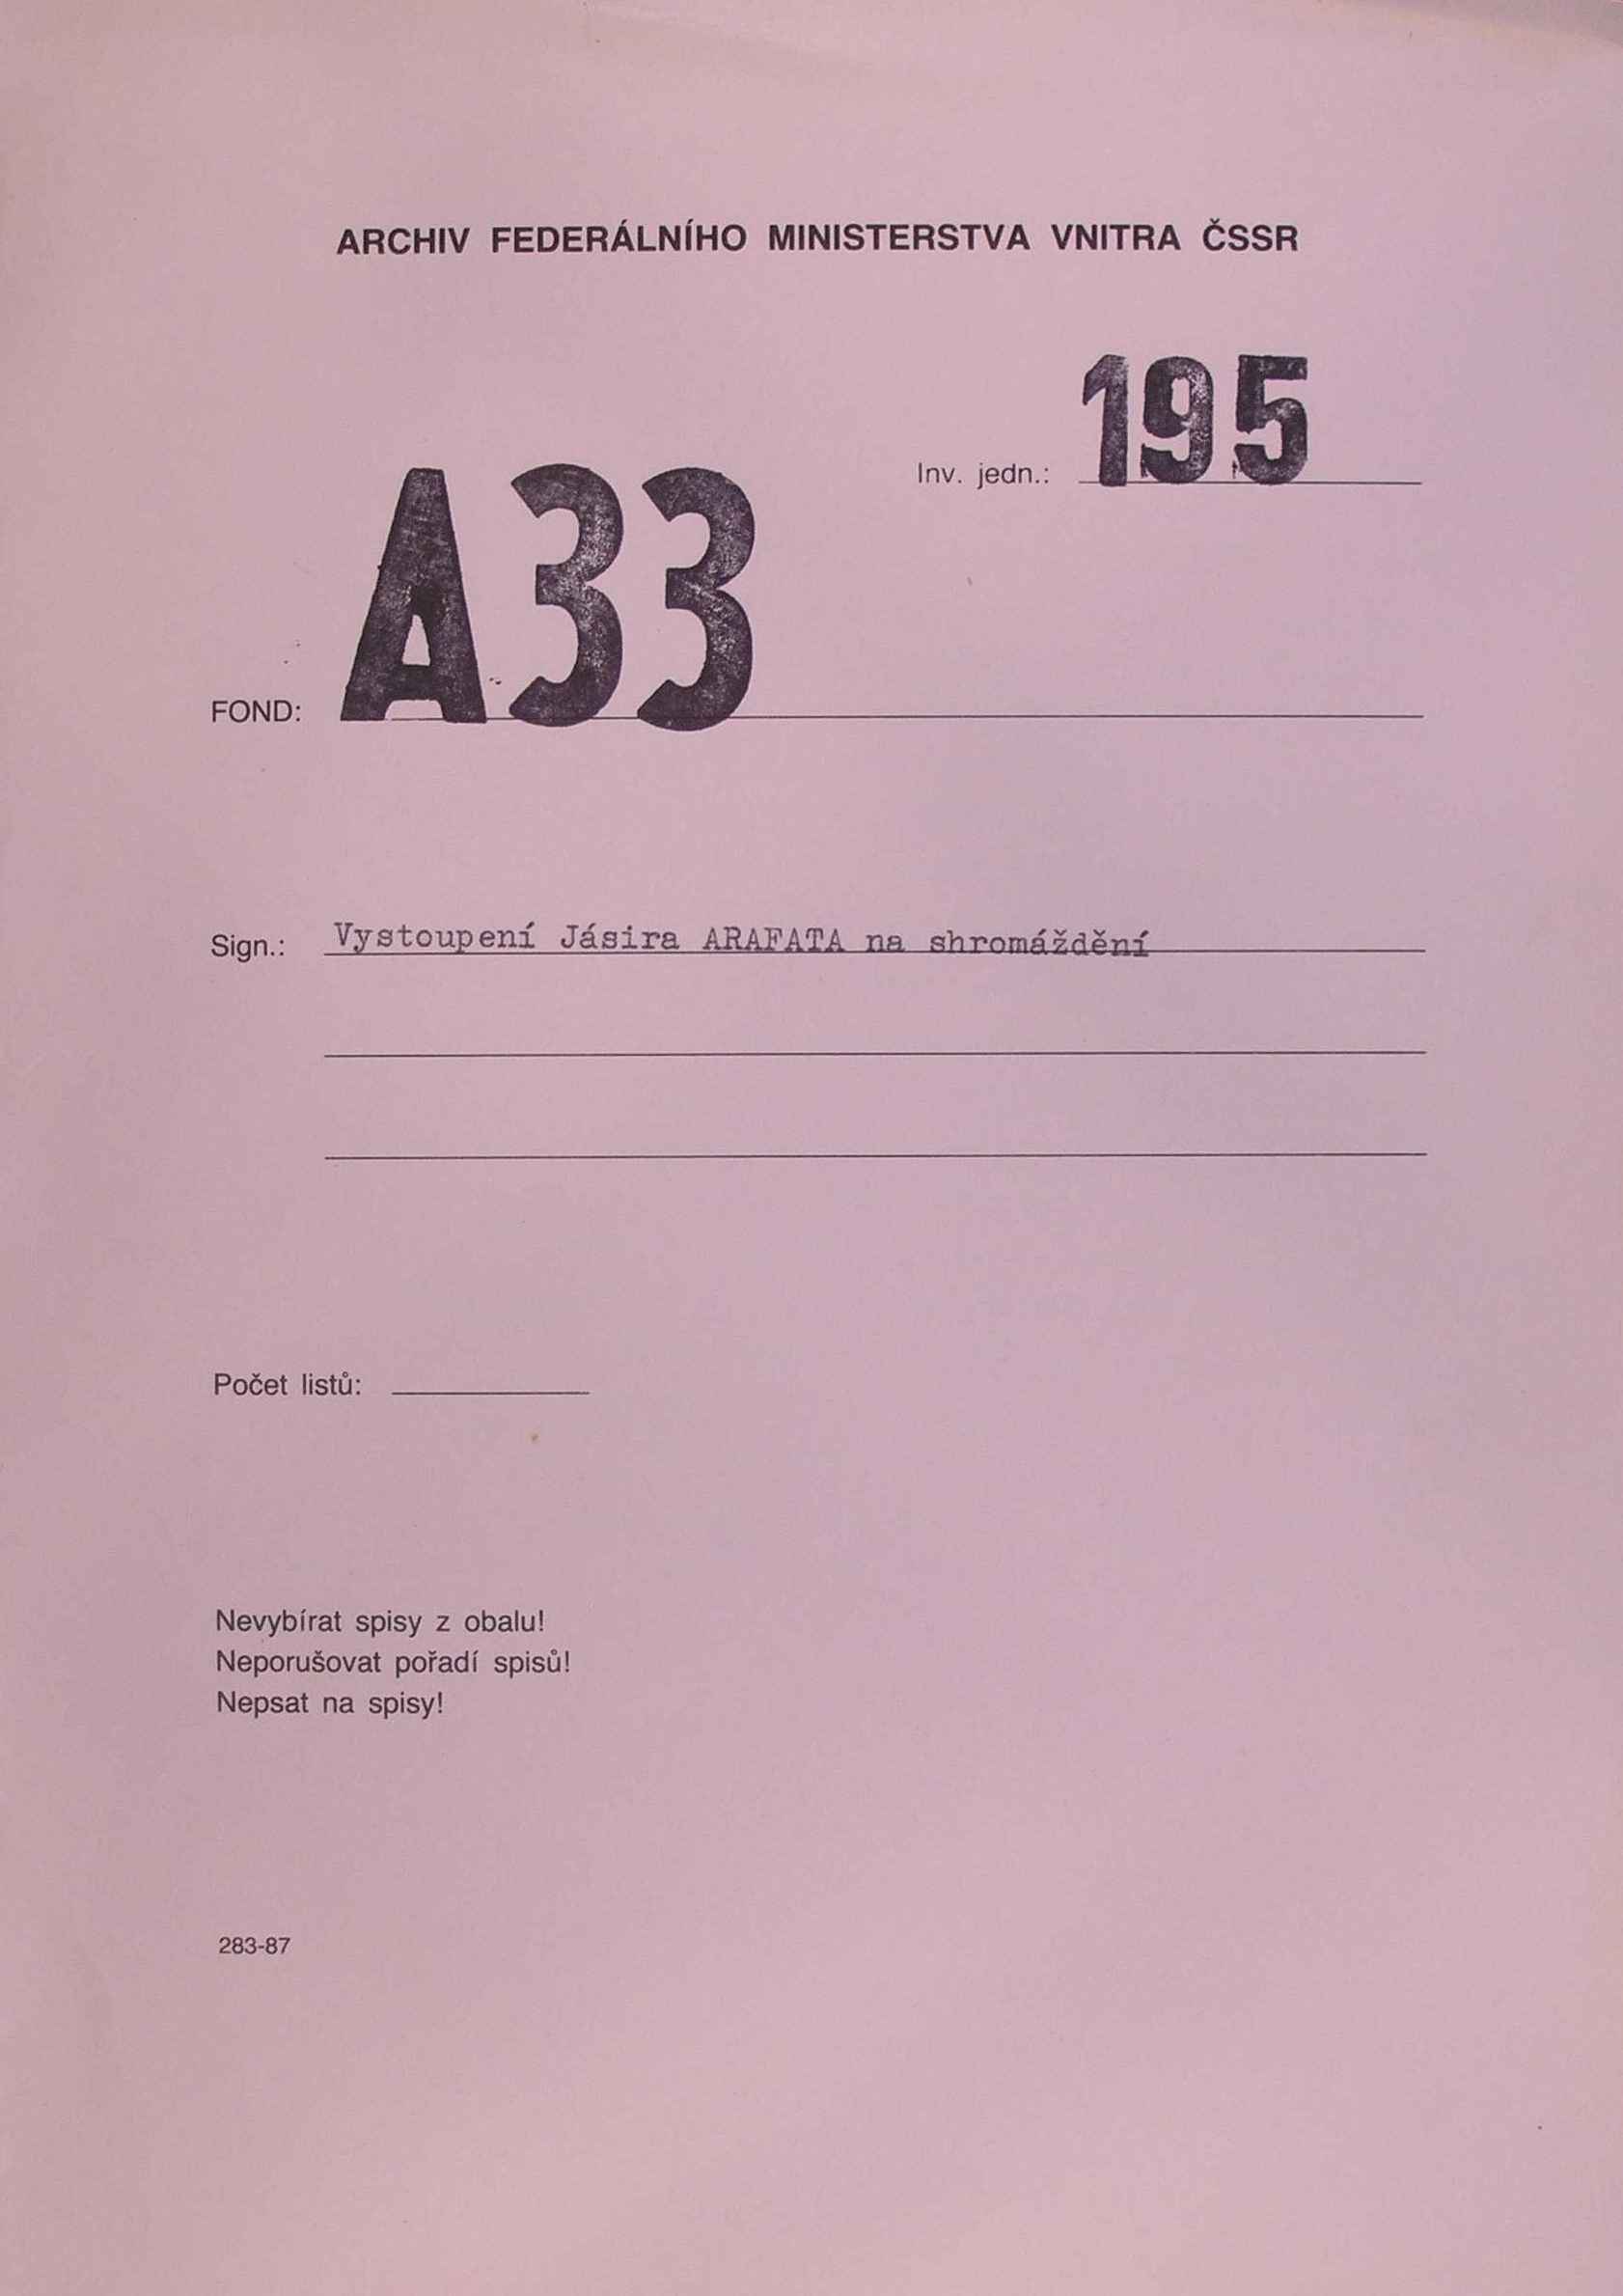 ARCHIV FEDERÁLNÍHO MINISTERSTVA VNITRA ČSSR
Inv. jedn.: 195
FOND: A33
Sign.: Vystoupení Jásira ARAFATA na shromáždění
Počet listů:
Nevybírat spisy z obalu!
Neporušovat pořadí spisů!
Nepsat na spisy!
283-87